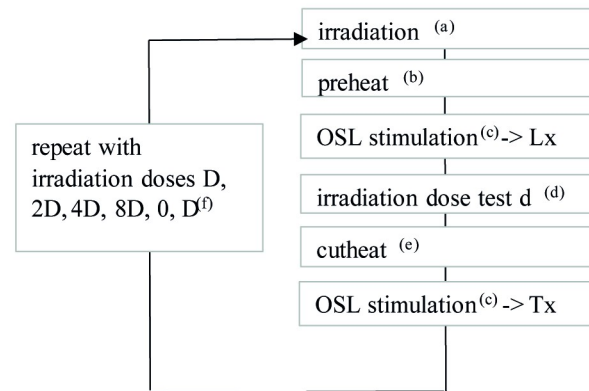 irradiation (a)
preheat (b)
OSL stimulation(c)-> Lx
repeat with
irradiation doses D,
2D, 4D, 8D, 0, D(f)
irradiation dose test d (d)
cutheat (e)
OSL stimulation(c)-> Tx